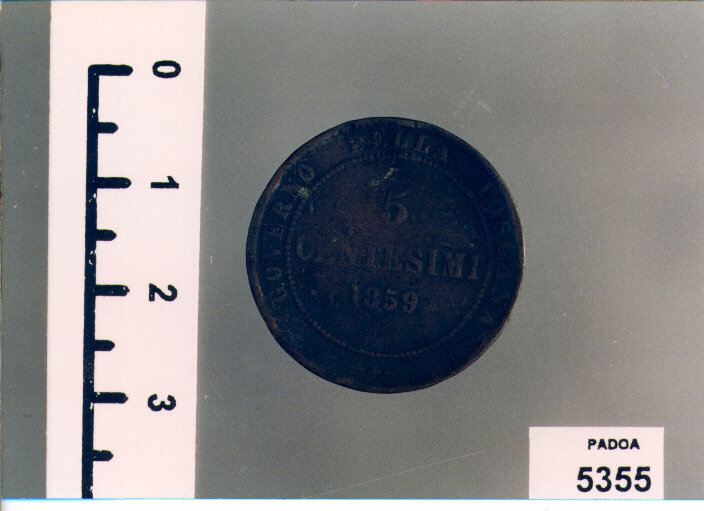 0
1
2
3
GOVERNO DELLA TOSCANA
5
CENTESIMI
1859
PADOA
5355